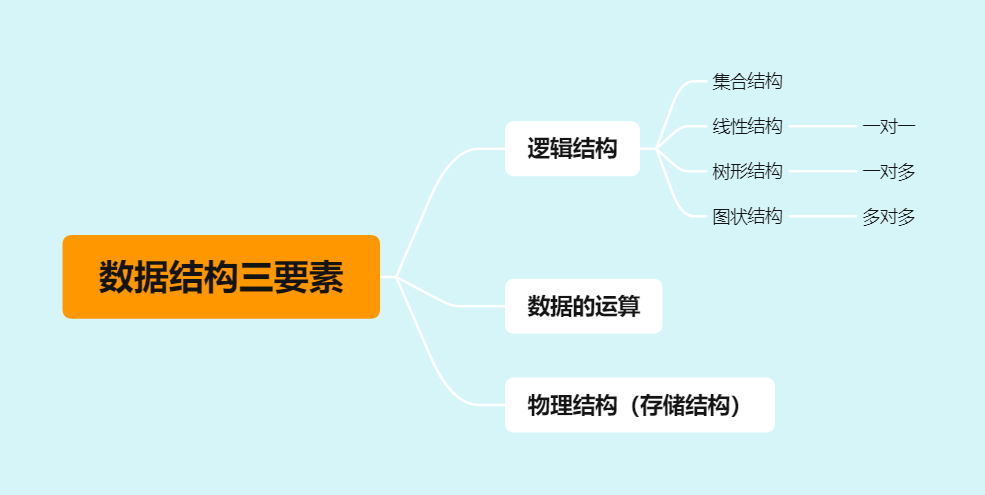 数据结构三要素
逻辑结构
集合结构
线性结构
一对一
树形结构
一对多
图状结构
多对多
数据的运算
物理结构（存储结构）